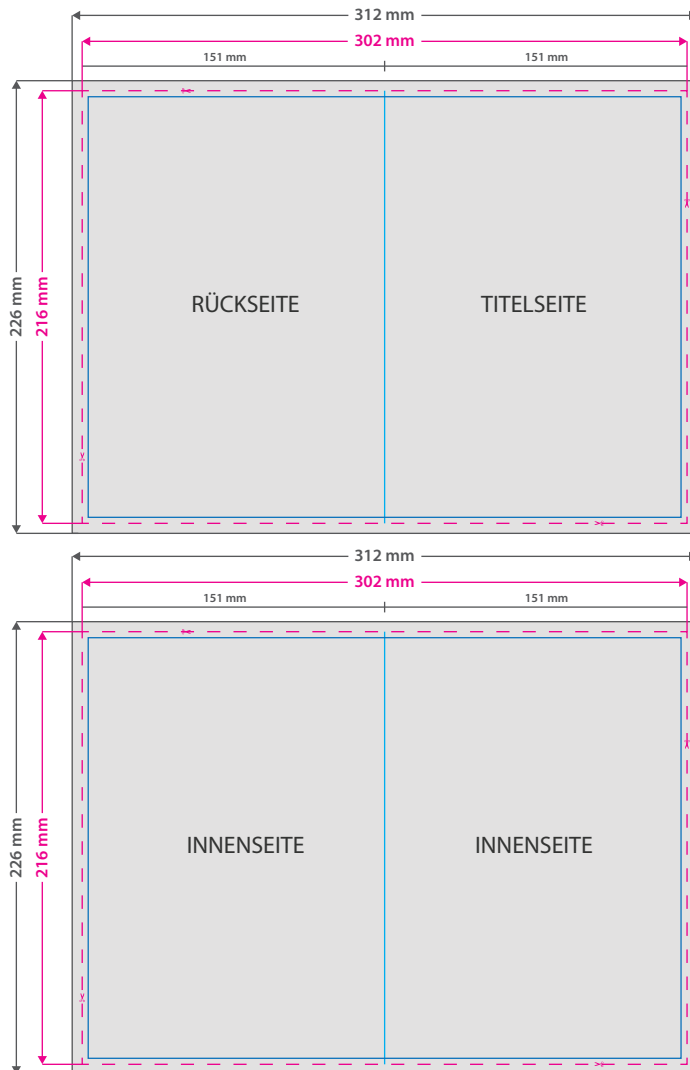 312 mm
302 mm
151 mm 151 mm
226 mm
216 mm
RÜCKSEITE TITELSEITE
312 mm
302 mm
151 mm 151 mm
226 mm
216 mm
INNENSEITE INNENSEITE